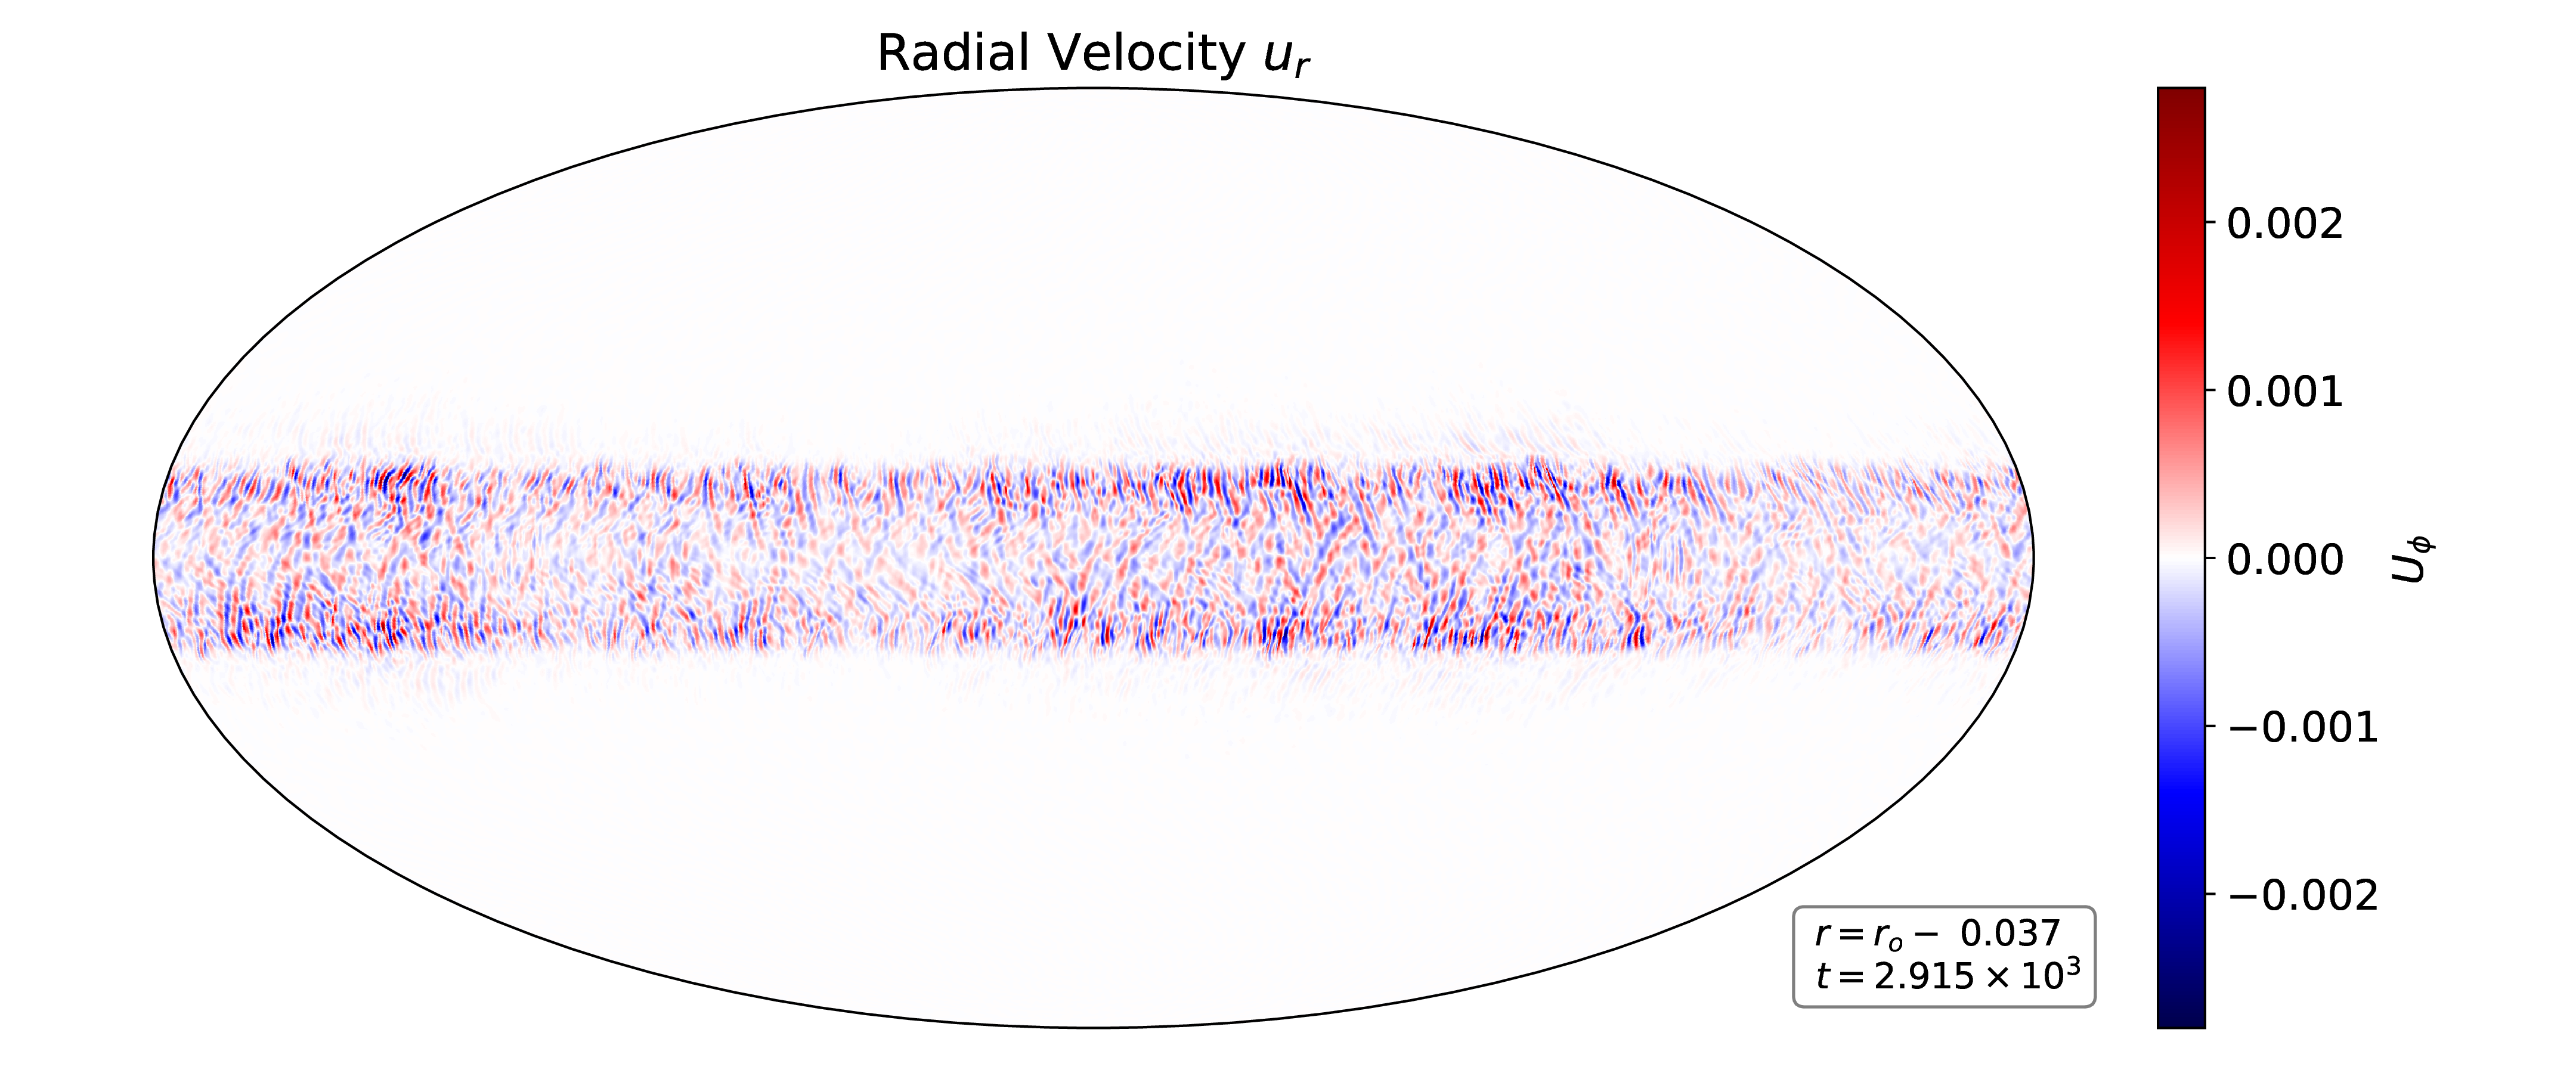 Radial Velocity $u_r$
0.002
0.001
0.000
−0.001
−0.002
$U_\phi$
$r = r_o -$ 0.037
$t = 2.915 \times 10^3$